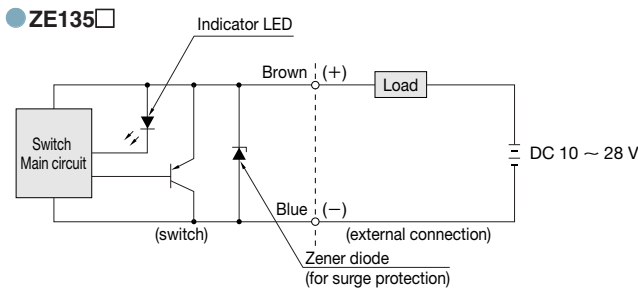 ZE135□
Indicator LED
Brown (+)
Load
Switch
Main circuit
DC 10 ~ 28 V
Blue (−)
(switch)
(external connection)
Zener diode
(for surge protection)